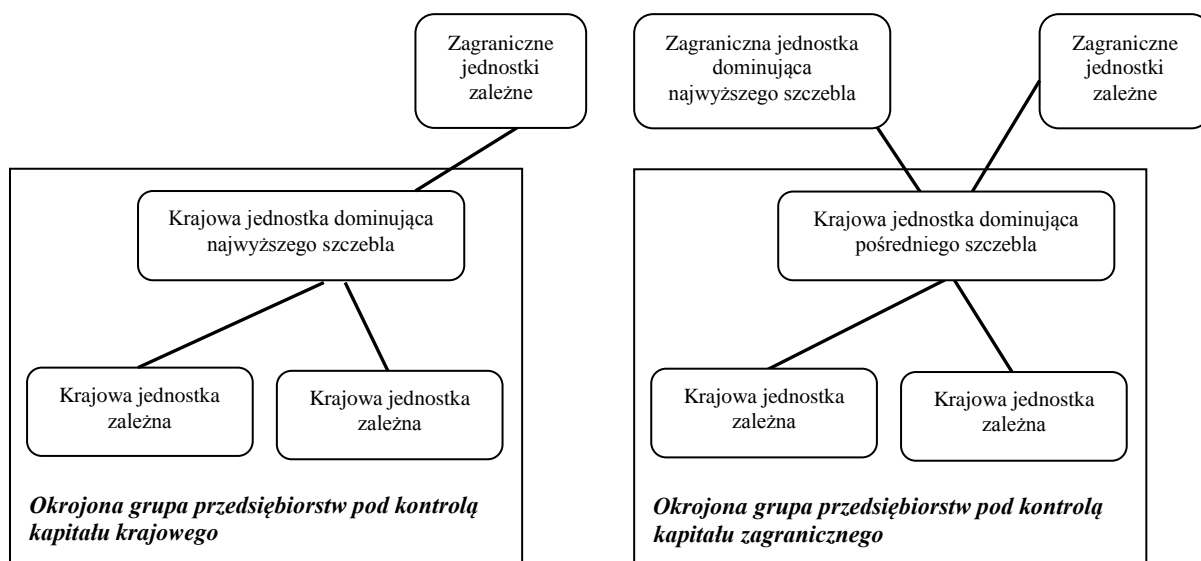 Zagraniczne
jednostki
zależne
Krajowa jednostka dominująca
najwyższego szczebla
Krajowa jednostka
zależna
Krajowa jednostka
zależna
Okrojona grupa przedsiębiorstw pod kontrolą
kapitału krajowego
Zagraniczna jednostka
dominująca
najwyższego szczebla
Zagraniczne
jednostki
zależne
Krajowa jednostka dominująca
pośredniego szczebla
Krajowa jednostka
zależna
Krajowa jednostka
zależna
Okrojona grupa przedsiębiorstw pod kontrolą
kapitału zagranicznego